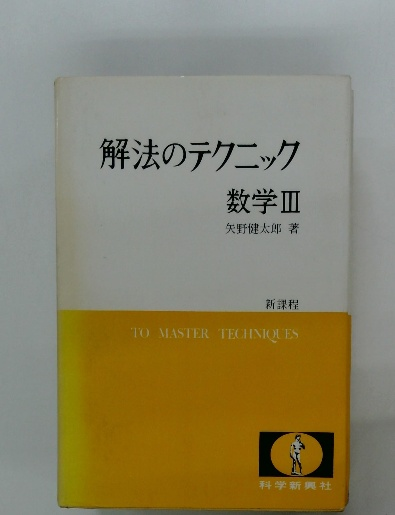 解法のテクニック
数学III
矢野健太郎 著
新課程
TO MASTER TECHNIQUES
科学新興社